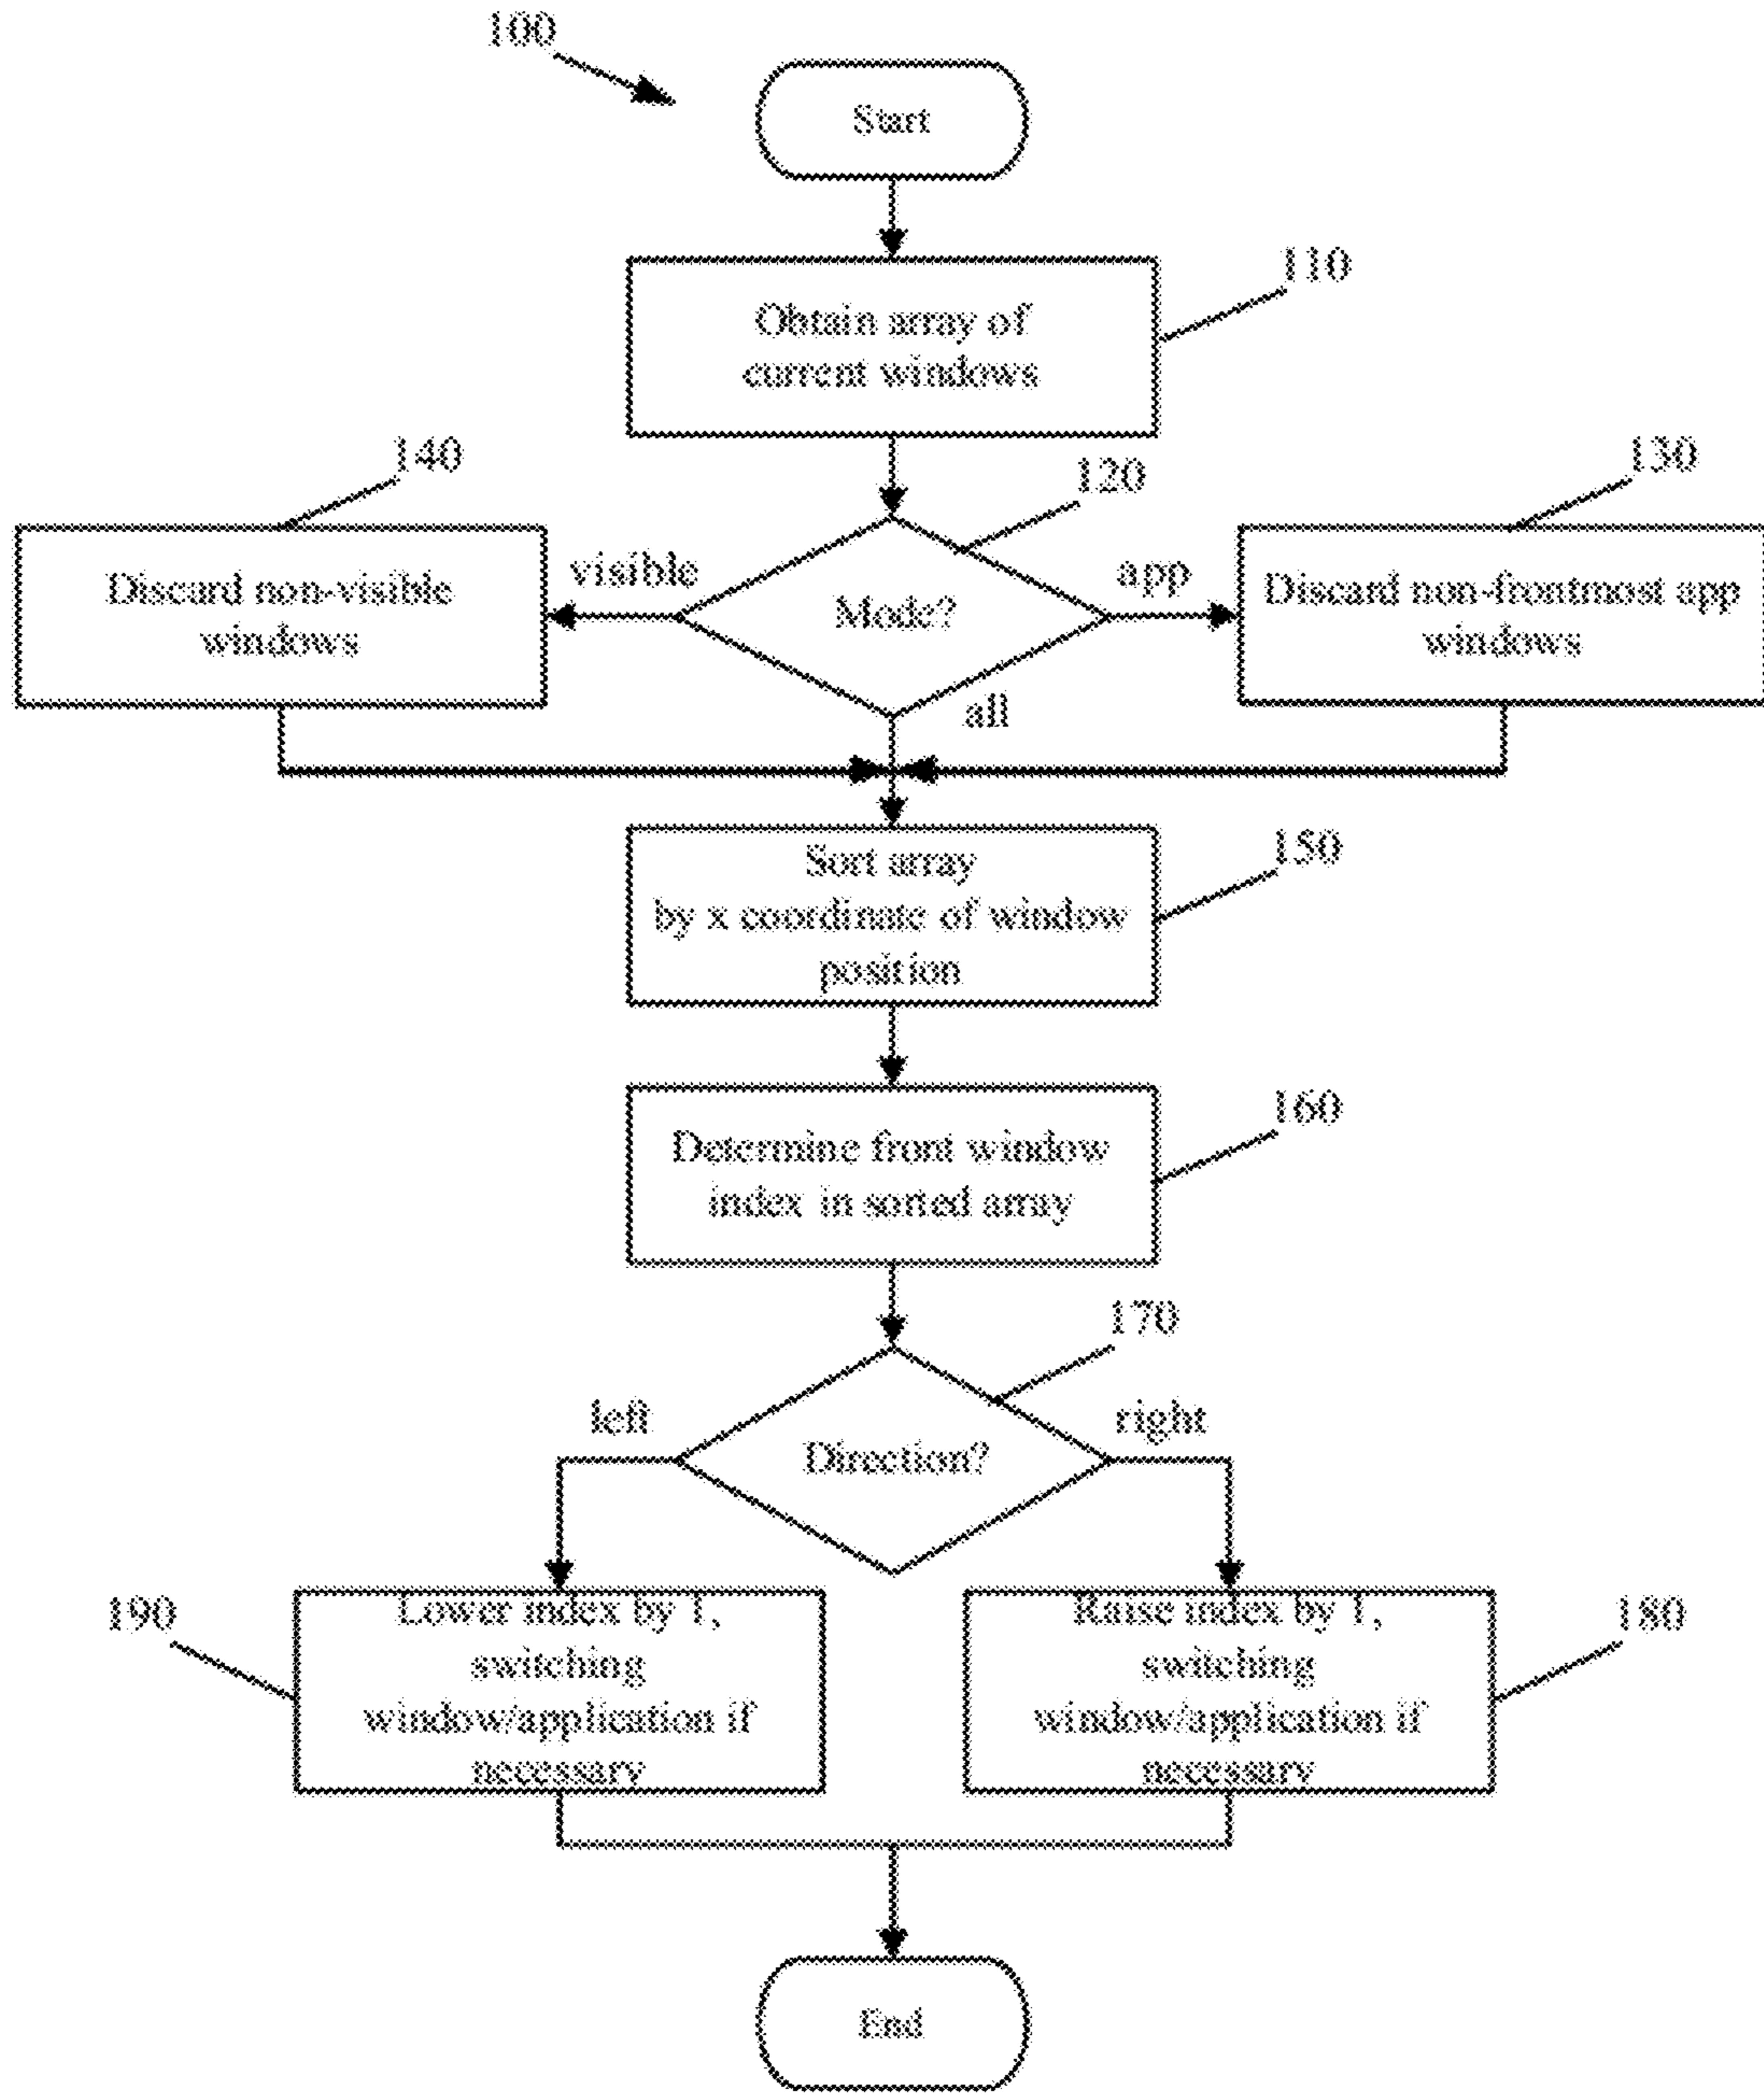 100
Start
110
Obtain array of
current windows
140
120
130
visible
app
Discard non-visible
windows
Mode?
Discard non-frontmost app
windows
all
150
Sort array
by x coordinate of window
position
160
Determine front window
index in sorted array
170
left
right
Direction?
190
Lower index by 1,
switching
window/application if
necessary
180
Raise index by 1,
switching
window/application if
necessary
End